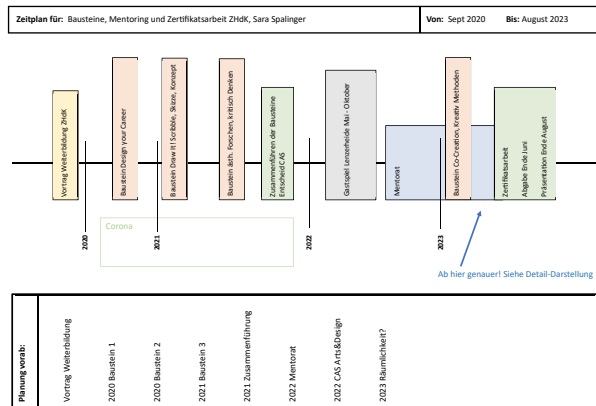 Zeitplan für: Bausteine, Mentoring und Zertifikatsarbeit ZHdK, Sara Spalinger
Von: Sept 2020 Bis: August 2023
Vortrag Weiterbildung ZHdK
2020
Baustein Design your Career
2021
Baustein Draw It! Scribble, Skizze, Konzept
Baustein ästh. Forschen, kritisch Denken
Zusammenführen der Bausteine
Entscheid CAS
2022
Gastspiel Lenzerheide Mai - Oktober
Mentorat
2023
Baustein Co-Creation, Kreativ Methoden
Zertifikatsarbeit
Abgabe Ende Juni
Präsentation Ende August
Corona
Ab hier genauer! Siehe Detail-Darstellung
Planung vorab:
Vortrag Weiterbildung
2020 Baustein 1
2020 Baustein 2
2021 Baustein 3
2021 Zusammenführung
2022 Mentorat
2022 CAS Arts&Design
2023 Räumlichkeit?